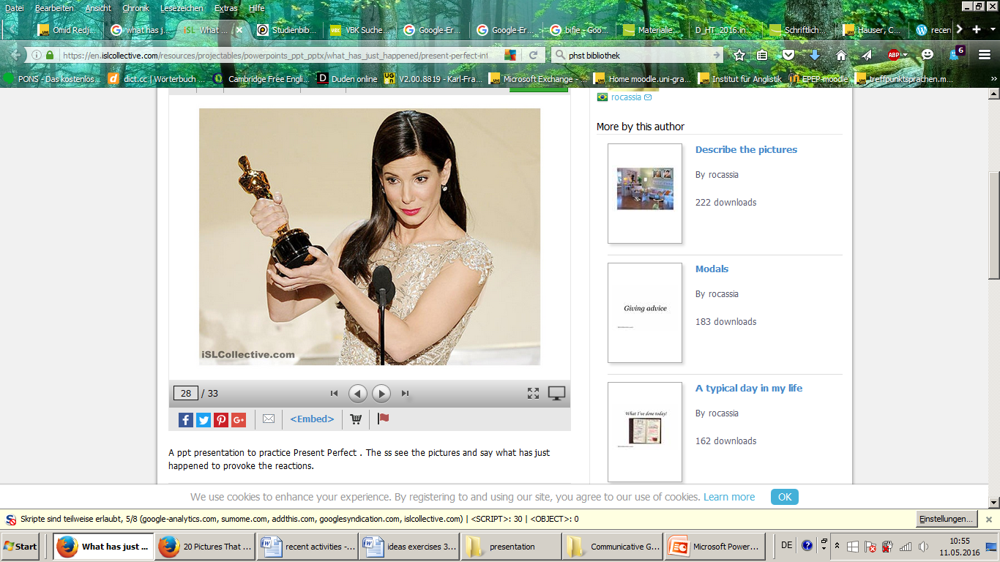 Datei Bearbeiten Ansicht Chronik Lesezeichen Extras Hilfe
Omid Redj... what has j... iSL What ... Studienbib... VBK VBK Suche... Google-Er... Google-Er... bifie - Goo... Materialie... D_HT_2016.in... Schriftlich... Hauser, C... recen
https://en.islcollective.com/resources/projectables/powerpoints_ppt_pptx/what_has_just_happened/present-perfect-int phst bibliothek ABP 6
PONS - Das kostenlos... dict.cc | Wörterbuch ... Cambridge Free Engli... Duden online V2.00.8819 - Karl-Fra... Microsoft Exchange - ... Home moodle.uni-gra... Institut für Anglistik EPEP-moodle treffpunktsprachen.m...
rocassia
More by this author
Describe the pictures
By rocassia
222 downloads
Modals
Giving advice
By rocassia
183 downloads
A typical day in my life
What I've done today!
By rocassia
162 downloads
iSLCollective.com
28 / 33
<Embed>
A ppt presentation to practice Present Perfect . The ss see the pictures and say what has just
happened to provoke the reactions.
We use cookies to enhance your experience. By registering to and using our site, you agree to our use of cookies. Learn more OK
Skripte sind teilweise erlaubt, 5/8 (google-analytics.com, sumome.com, addthis.com, googlesyndication.com, islcollective.com) | <SCRIPT>: 30 | <OBJECT>: 0 Einstellungen...
Start What has just ... 20 Pictures That ... recent activities -... ideas exercises 3... presentation Communicative G... Microsoft Power... DE 10:55
11.05.2016